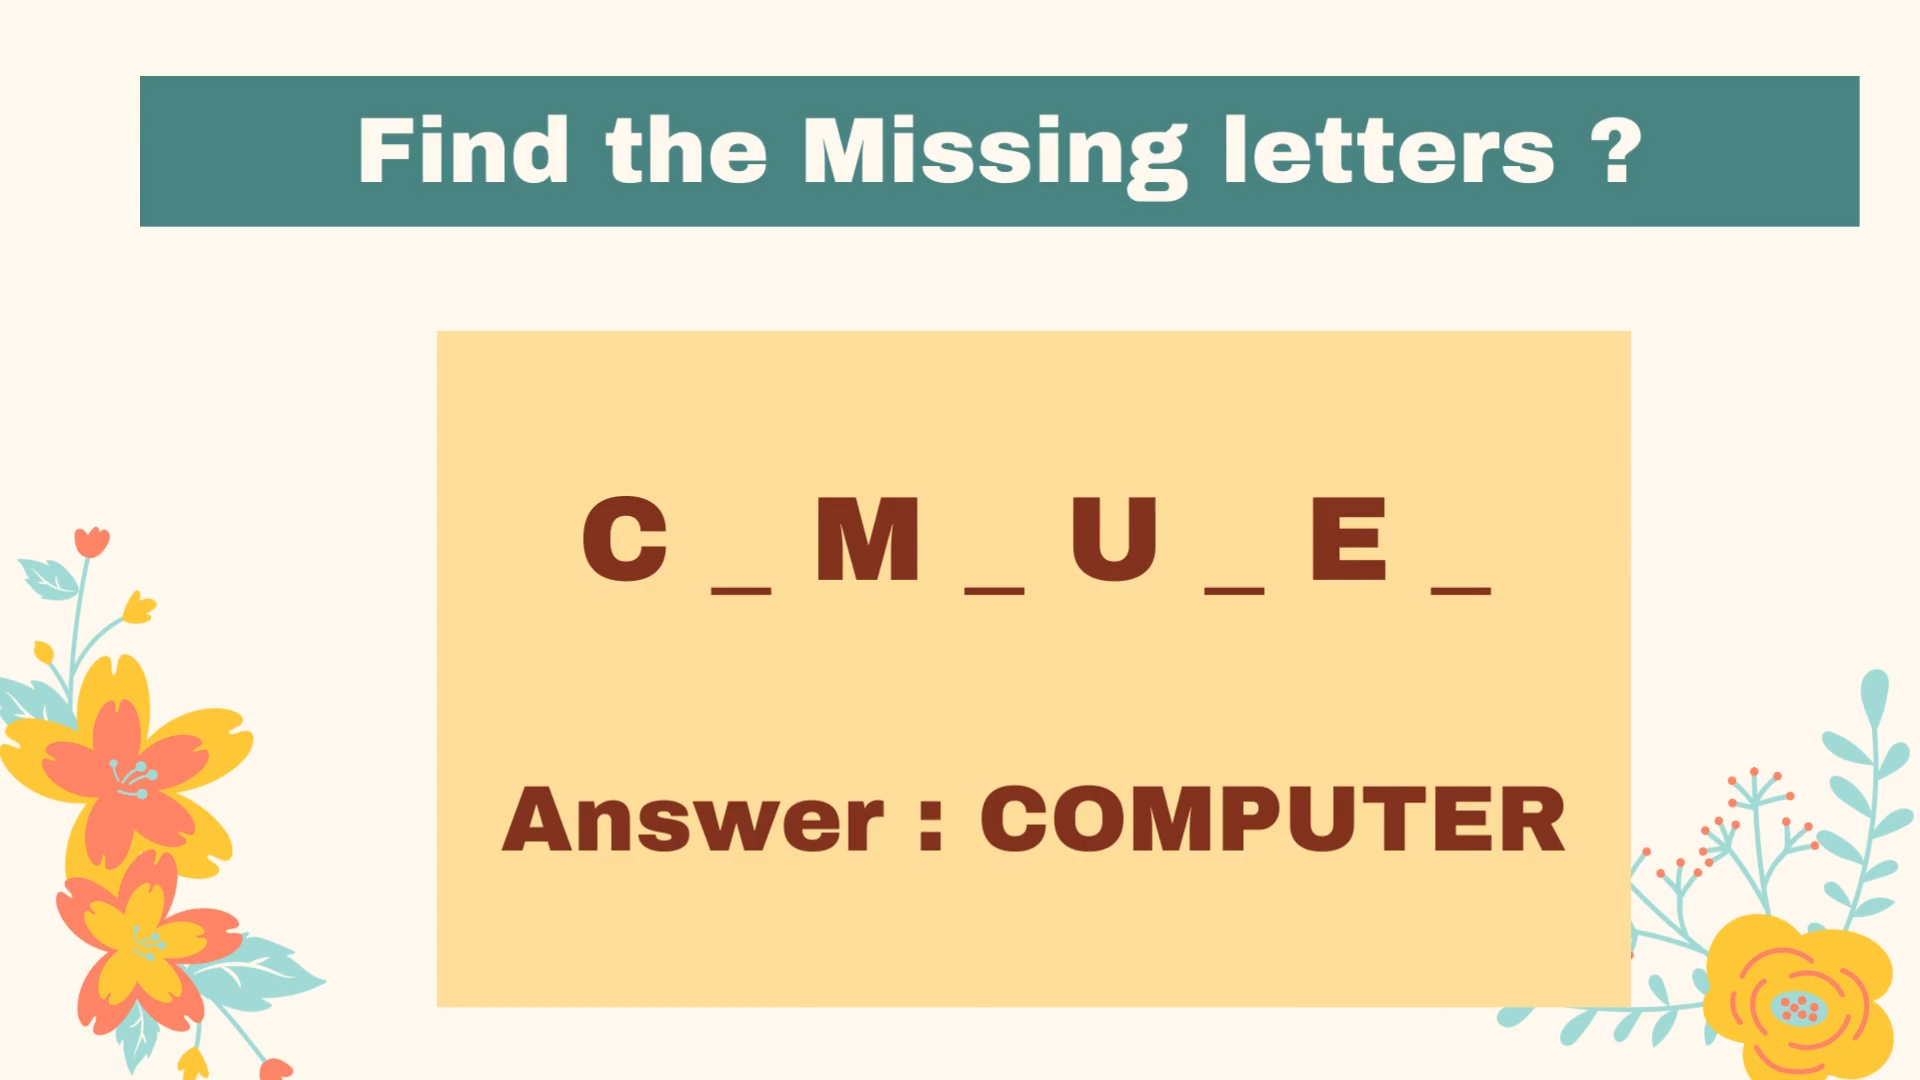 Find the Missing letters ?
C _ M _ U _ E _
Answer : COMPUTER